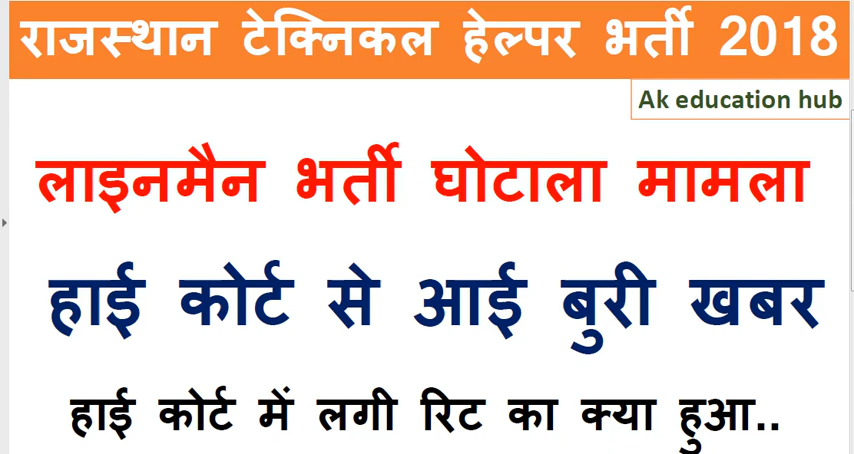 राजस्थान टेक्निकल हेल्पर भर्ती 2018
Ak education hub
लाइनमैन भर्ती घोटाला मामला
हाई कोर्ट से आई बुरी खबर
हाई कोर्ट में लगी रिट का क्या हुआ..